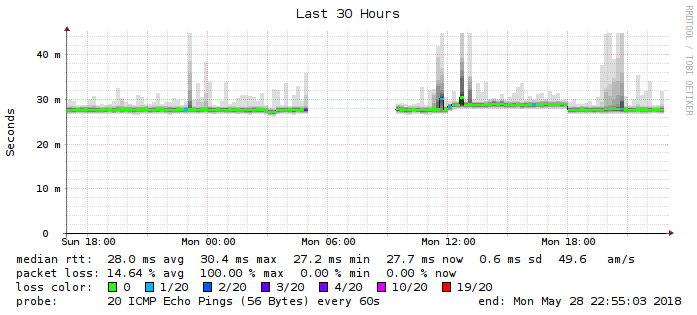 Last 30 Hours
RRDTOOL / TOBI OETIKER
Seconds
40 m
30 m
20 m
10 m
0
Sun 18:00 Mon 00:00 Mon 06:00 Mon 12:00 Mon 18:00
median rtt: 28.0 ms avg 30.4 ms max 27.2 ms min 27.7 ms now 0.6 ms sd 49.6 am/s
packet loss: 14.64 % avg 100.00 % max 0.00 % min 0.00 % now
loss color: 0 1/20 2/20 3/20 4/20 10/20 19/20
probe: 20 ICMP Echo Pings (56 Bytes) every 60s end: Mon May 28 22:55:03 2018